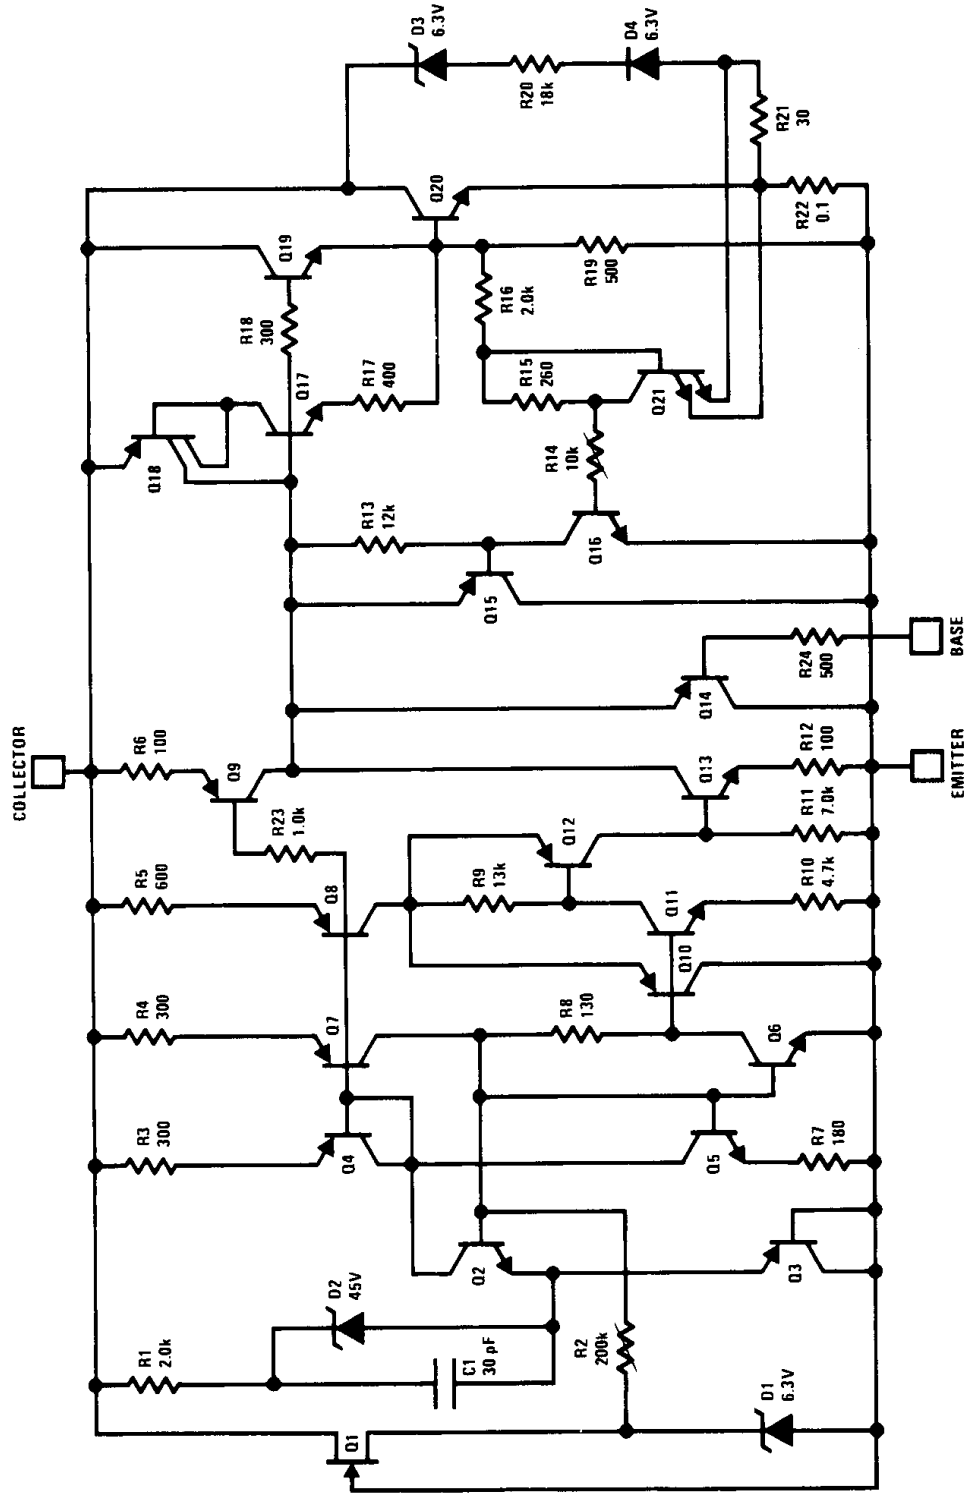 COLLECTOR
R1
2.0k
R3
300
R4
300
R5
600
R6
100
Q9
R23
1.0k
Q18
Q17
R18
300
Q19
D3
6.3V
R20
18k
D4
6.3V
Q20
R17
400
R13
12k
R16
2.0k
R15
260
R14
10k
R19
500
R21
30
R22
0.1
Q21
Q16
Q15
Q14
R24
500
Q13
R12
100
R11
7.0k
R10
4.7k
Q12
R9
13k
Q11
Q10
Q8
Q7
Q4
R8
130
Q6
Q5
R7
180
Q2
Q3
D2
45V
C1
30 pF
R2
200k
Q1
D1
6.3V
EMITTER
BASE